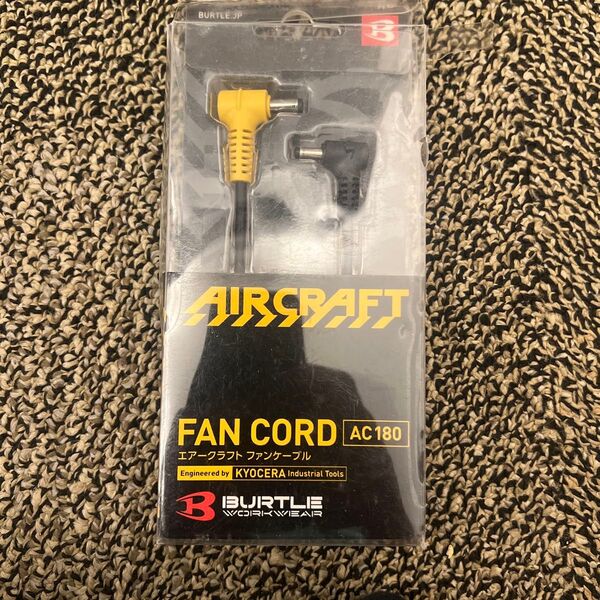 BURTLE.JP
AIRCRAFT
FAN CORD AC180
エアークラフト ファンケーブル
Engineered by KYOCERA Industrial Tools
BURTLE
WORKWEAR